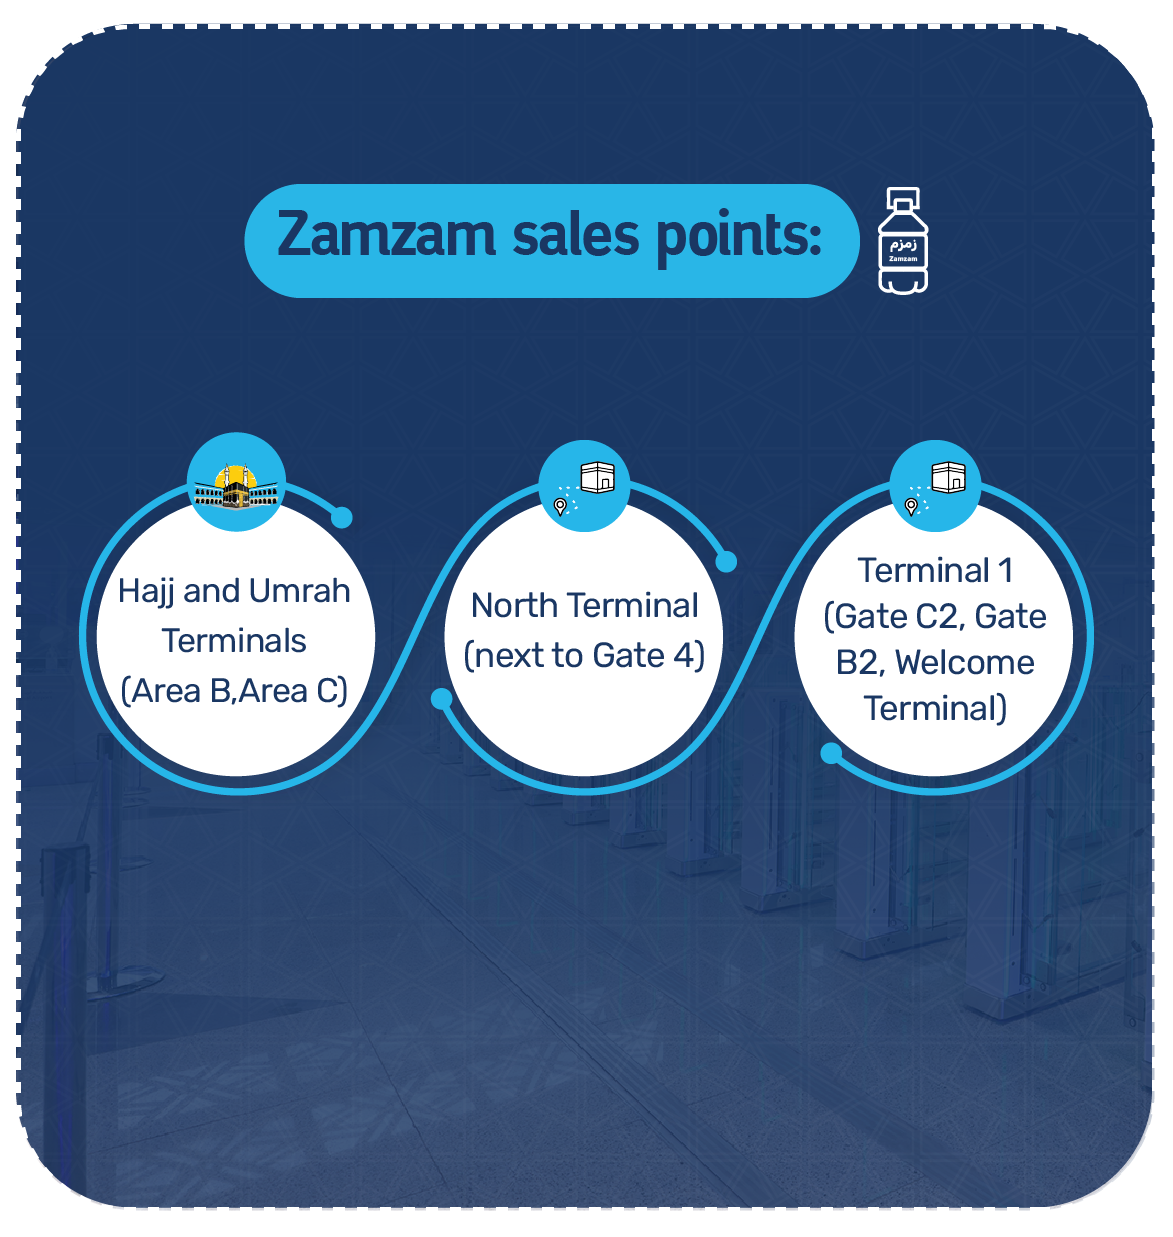 Zamzam sales points:
زمزم
Zamzam
Hajj and Umrah
Terminals
(Area B,Area C)
North Terminal
(next to Gate 4)
Terminal 1
(Gate C2, Gate
B2, Welcome
Terminal)